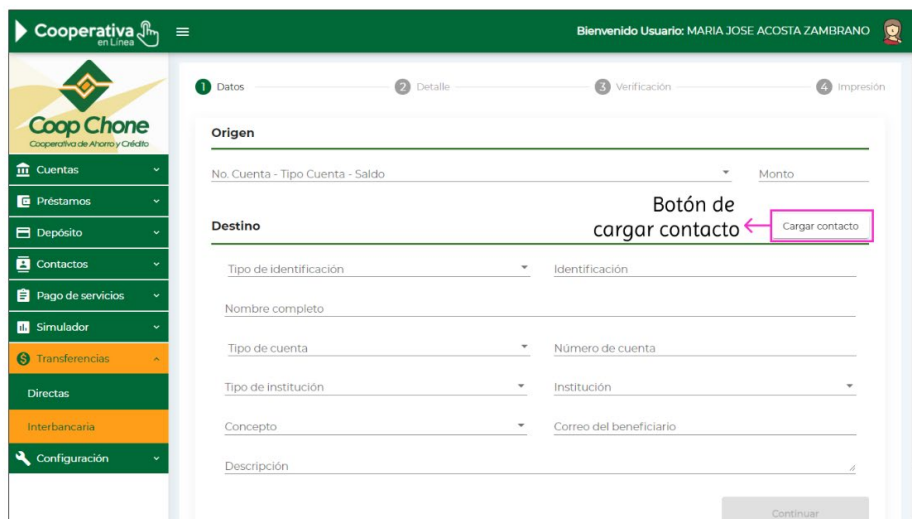 Cooperativa
en Línea
Bienvenido Usuario: MARIA JOSE ACOSTA ZAMBRANO
Coop Chone
Cooperativa de Ahorro y Crédito
Cuentas
Préstamos
Depósito
Contactos
Pago de servicios
Simulador
Transferencias
Directas
Interbancaria
Configuración
1 Datos
2 Detalle
3 Verificación
4 Impresión
Origen
No. Cuenta - Tipo Cuenta - Saldo
Monto
Destino
Botón de
cargar contacto
Cargar contacto
Tipo de identificación
Identificación
Nombre completo
Tipo de cuenta
Número de cuenta
Tipo de institución
Institución
Concepto
Correo del beneficiario
Descripción
Continuar